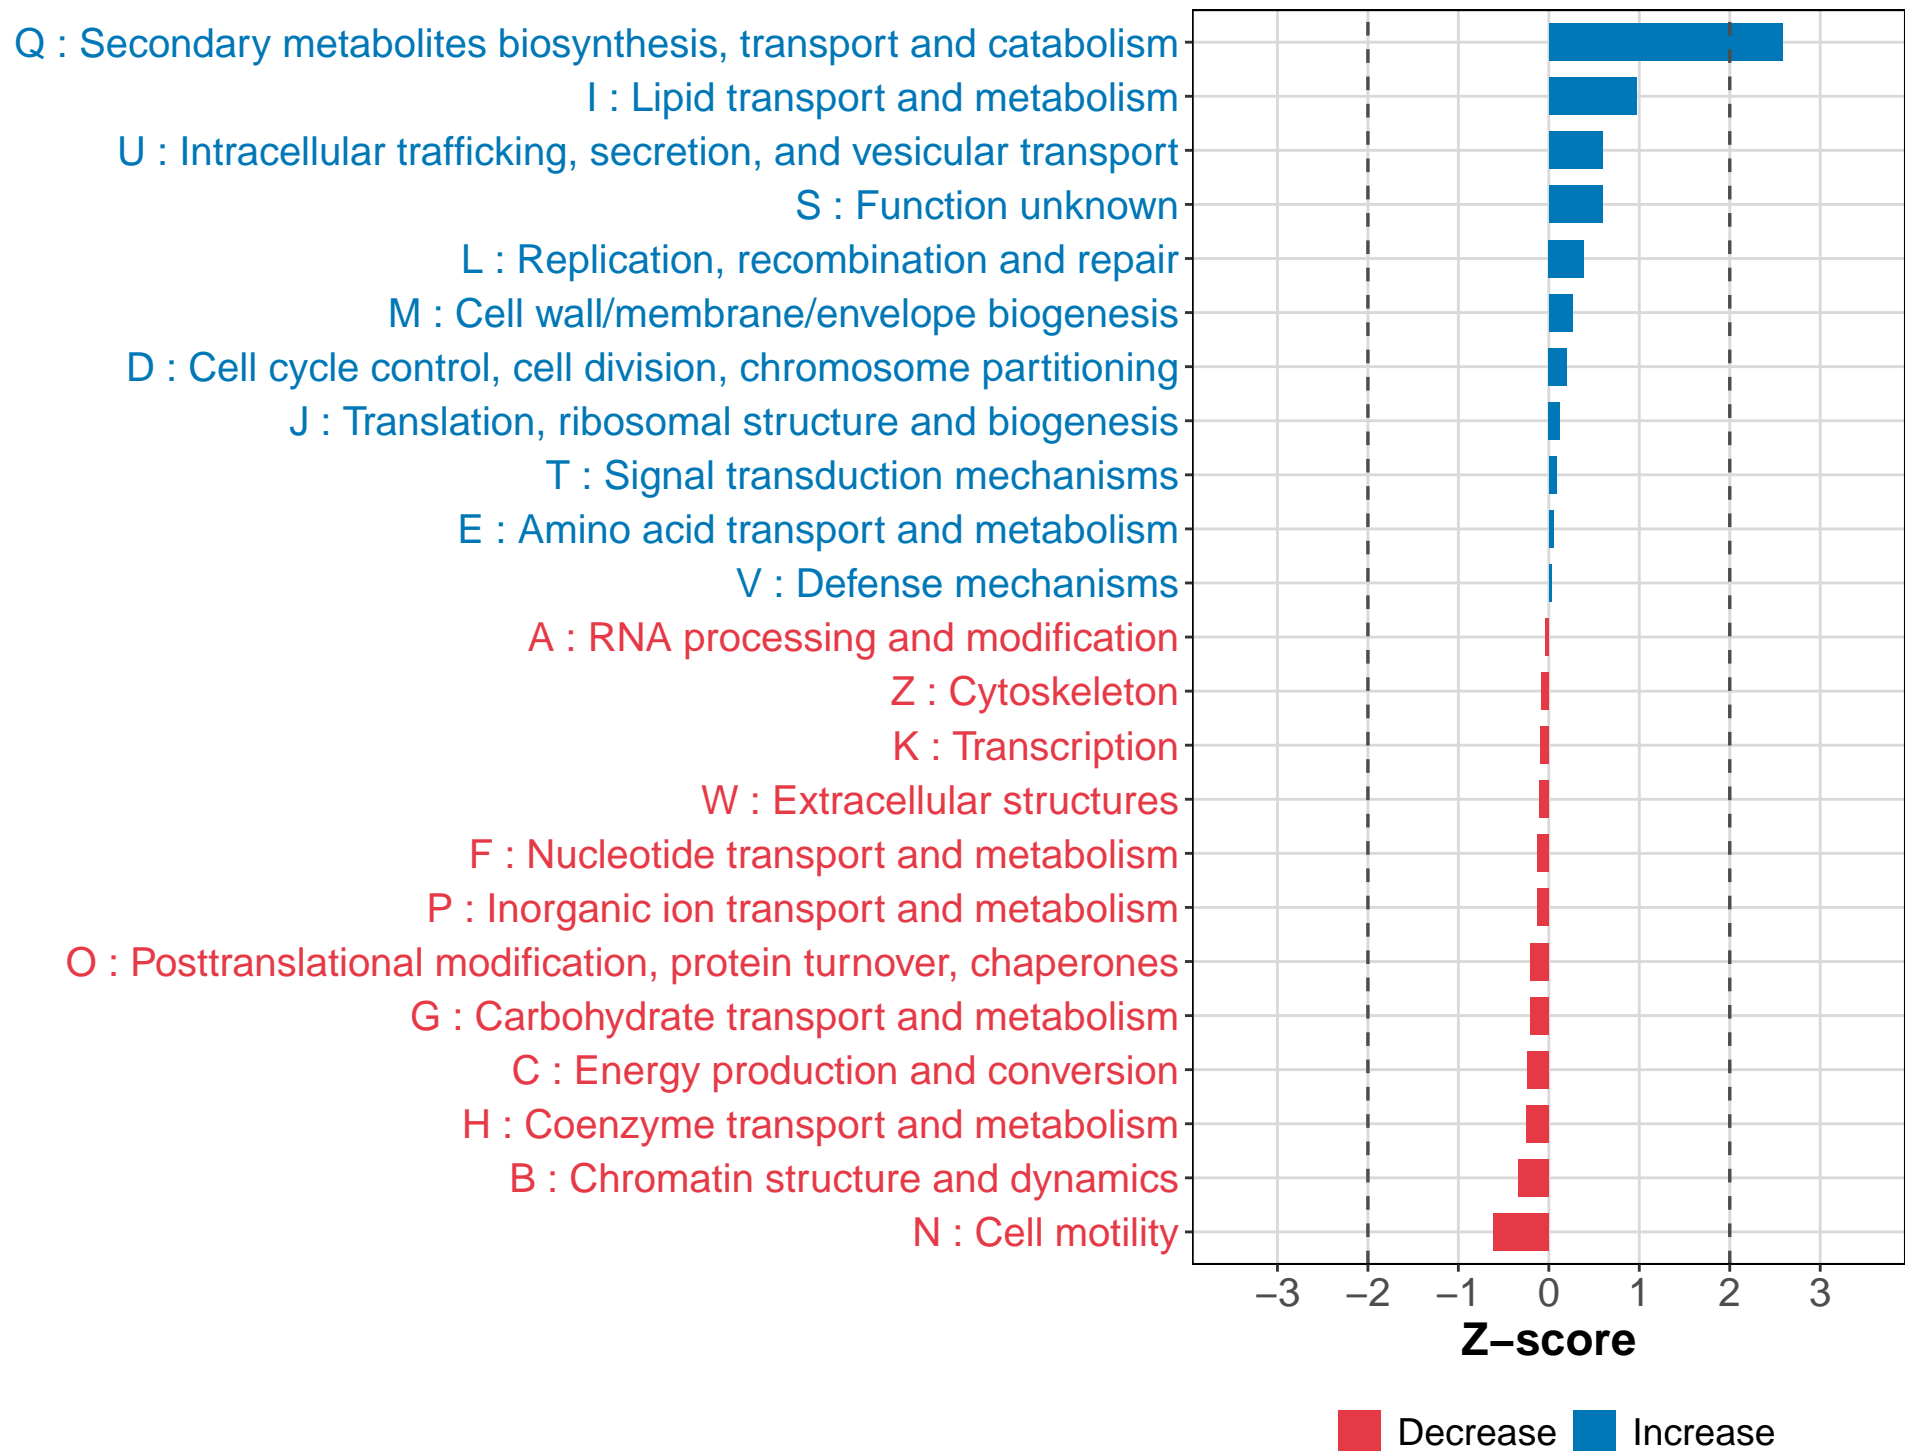 Q : Secondary metabolites biosynthesis, transport and catabolism
I : Lipid transport and metabolism
U : Intracellular trafficking, secretion, and vesicular transport
S : Function unknown
L : Replication, recombination and repair
M : Cell wall/membrane/envelope biogenesis
D : Cell cycle control, cell division, chromosome partitioning
J : Translation, ribosomal structure and biogenesis
T : Signal transduction mechanisms
E : Amino acid transport and metabolism
V : Defense mechanisms
A : RNA processing and modification
Z : Cytoskeleton
K : Transcription
W : Extracellular structures
F : Nucleotide transport and metabolism
P : Inorganic ion transport and metabolism
O : Posttranslational modification, protein turnover, chaperones
G : Carbohydrate transport and metabolism
C : Energy production and conversion
H : Coenzyme transport and metabolism
B : Chromatin structure and dynamics
N : Cell motility
−3 −2 −1 0 1 2 3
Z−score
Decrease Increase